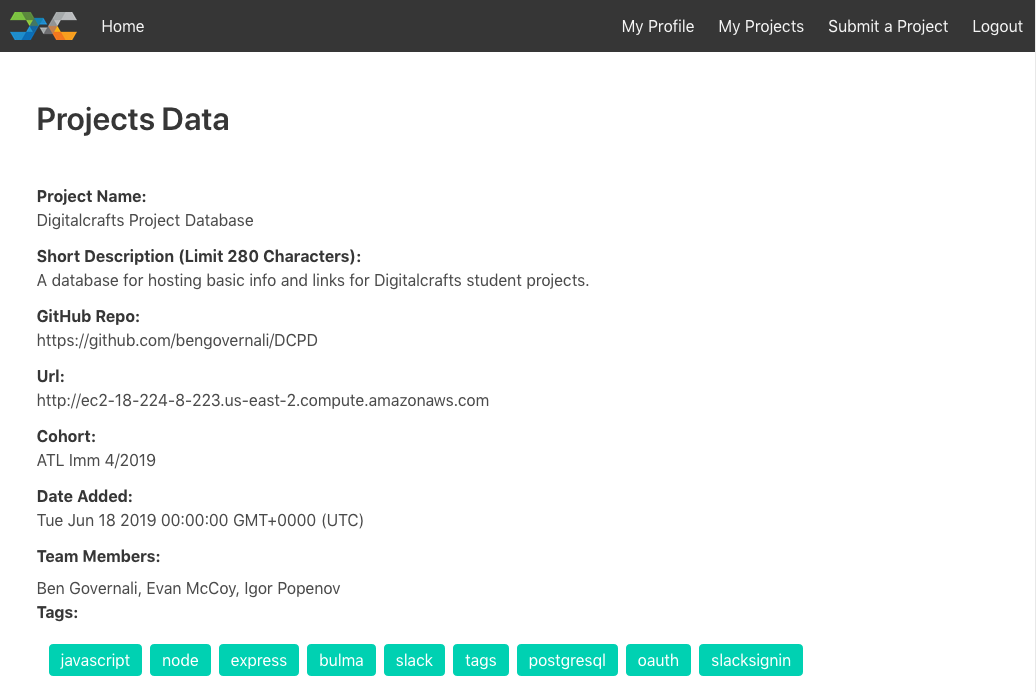 Home My Profile My Projects Submit a Project Logout
Projects Data
Project Name:
Digitalcrafts Project Database
Short Description (Limit 280 Characters):
A database for hosting basic info and links for Digitalcrafts student projects.
GitHub Repo:
https://github.com/bengovernali/DCPD
Url:
http://ec2-18-224-8-223.us-east-2.compute.amazonaws.com
Cohort:
ATL Imm 4/2019
Date Added:
Tue Jun 18 2019 00:00:00 GMT+0000 (UTC)
Team Members:
Ben Governali, Evan McCoy, Igor Popenov
Tags:
javascript node express bulma slack tags postgresql oauth slacksignin